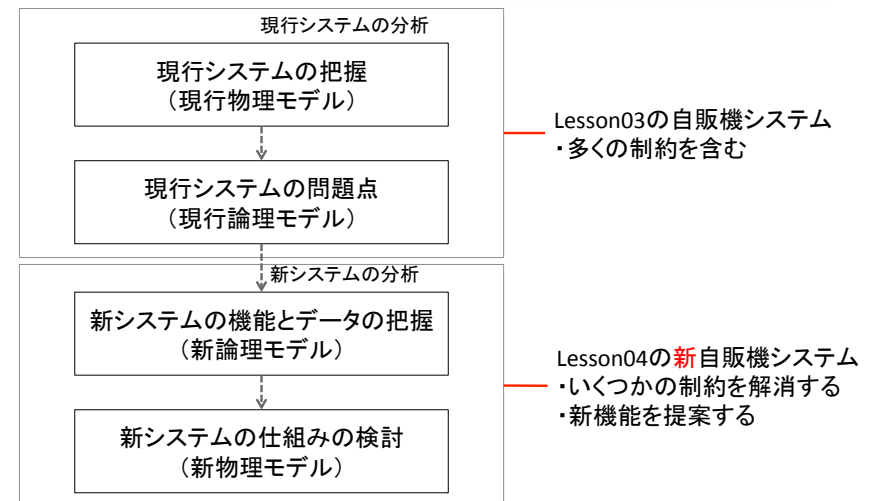 現行システムの分析
現行システムの把握
（現行物理モデル）
Lesson03の自販機システム
・多くの制約を含む
現行システムの問題点
（現行論理モデル）
新システムの分析
新システムの機能とデータの把握
（新論理モデル）
Lesson04の新自販機システム
・いくつかの制約を解消する
・新機能を提案する
新システムの仕組みの検討
（新物理モデル）